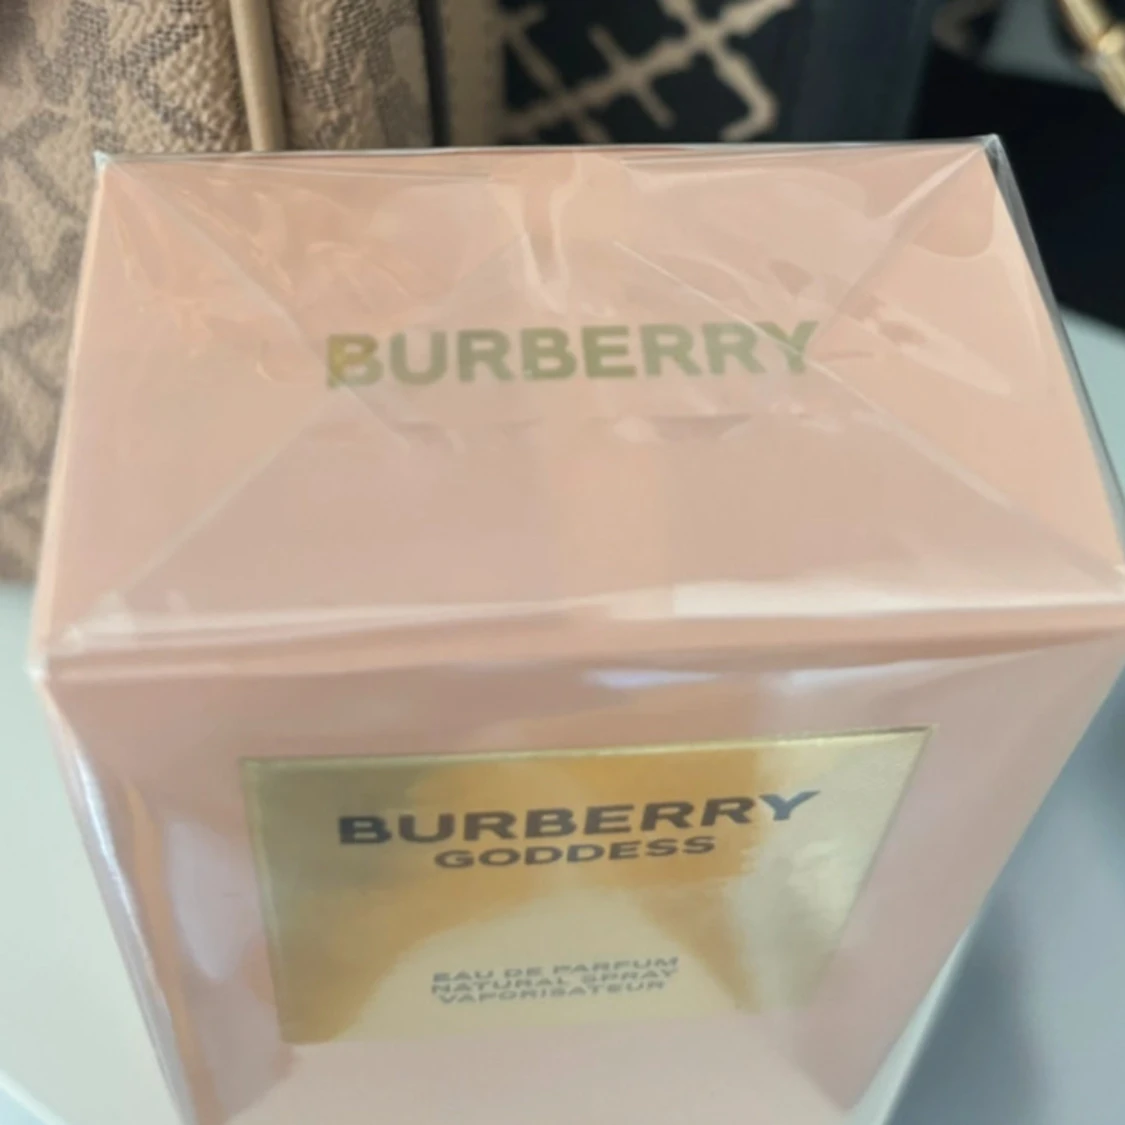 BURBERRY
BURBERRY
GODDESS
EAU DE PARFUM
NATURAL SPRAY
VAPORISATEUR